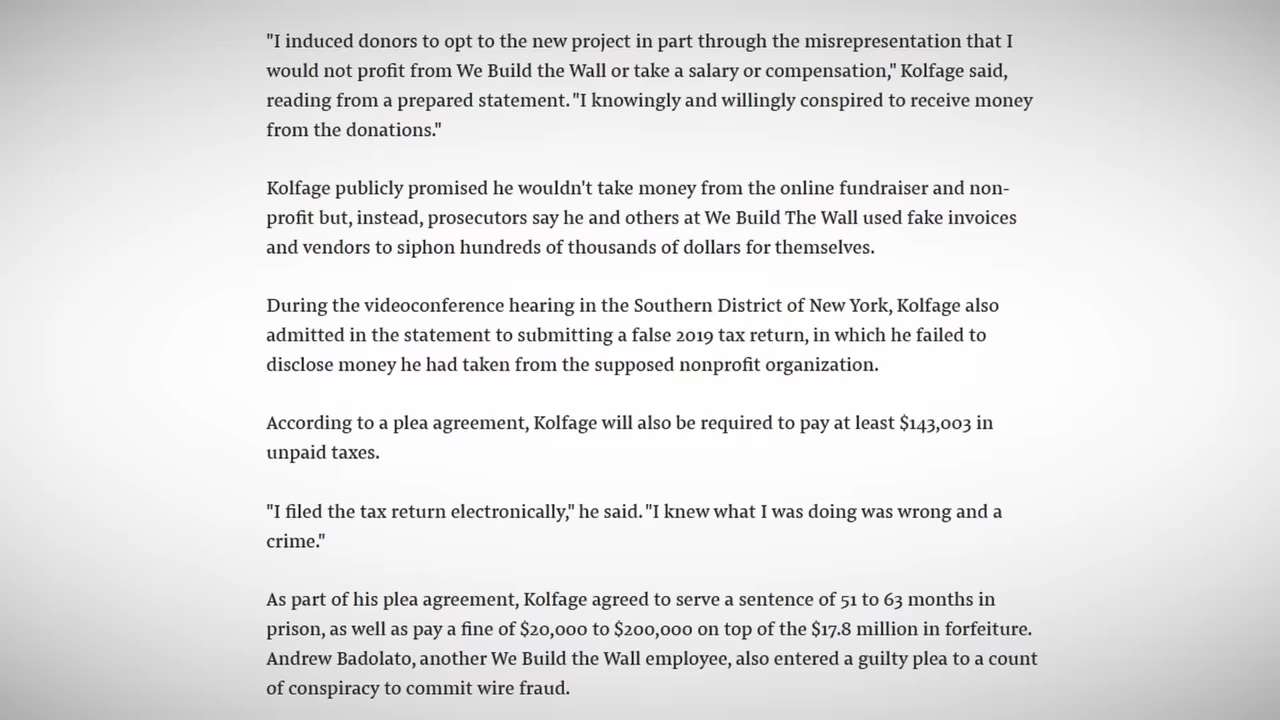 "I induced donors to opt to the new project in part through the misrepresentation that I
would not profit from We Build the Wall or take a salary or compensation," Kolfage said,
reading from a prepared statement. "I knowingly and willingly conspired to receive money
from the donations."
Kolfage publicly promised he wouldn't take money from the online fundraiser and non-
profit but, instead, prosecutors say he and others at We Build The Wall used fake invoices
and vendors to siphon hundreds of thousands of dollars for themselves.
During the videoconference hearing in the Southern District of New York, Kolfage also
admitted in the statement to submitting a false 2019 tax return, in which he failed to
disclose money he had taken from the supposed nonprofit organization.
According to a plea agreement, Kolfage will also be required to pay at least $143,003 in
unpaid taxes.
"I filed the tax return electronically," he said. "I knew what I was doing was wrong and a
crime."
As part of his plea agreement, Kolfage agreed to serve a sentence of 51 to 63 months in
prison, as well as pay a fine of $20,000 to $200,000 on top of the $17.8 million in forfeiture.
Andrew Badolato, another We Build the Wall employee, also entered a guilty plea to a count
of conspiracy to commit wire fraud.